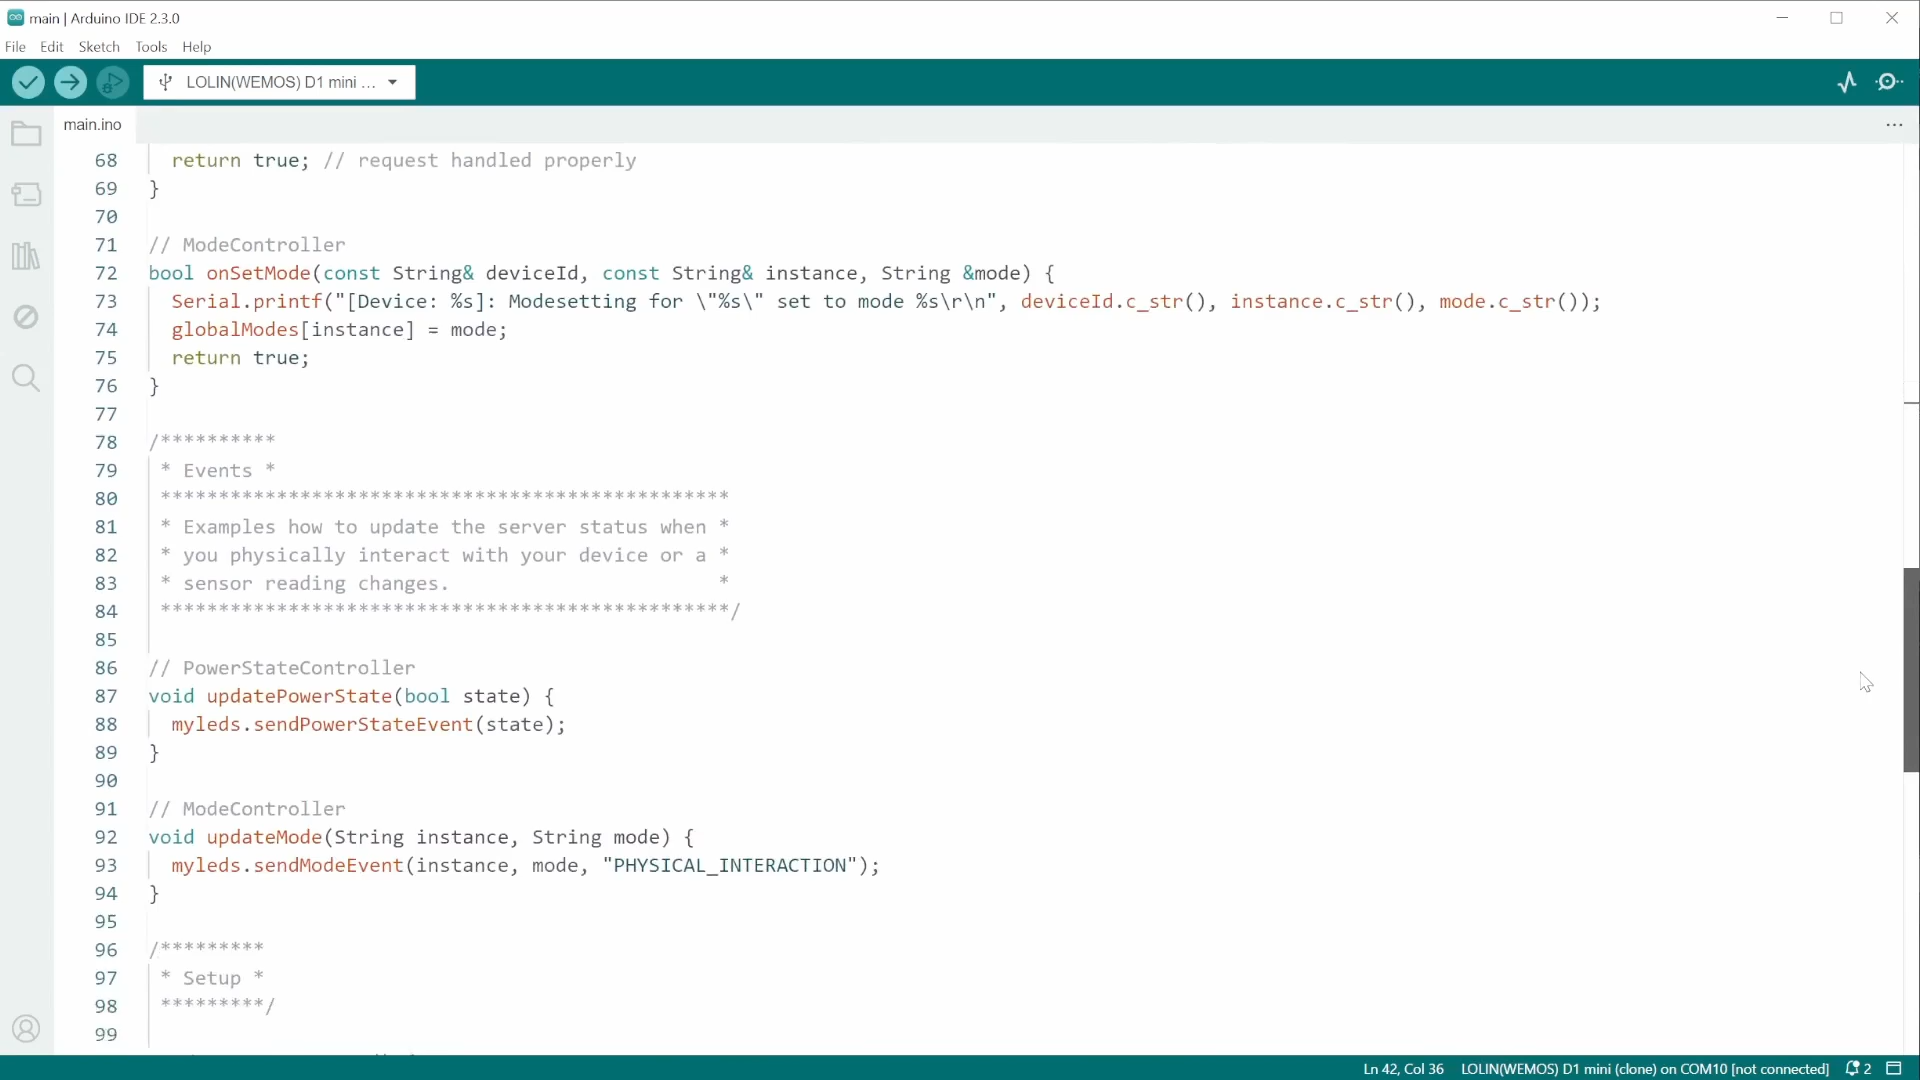 main | Arduino IDE 2.3.0
File Edit Sketch Tools Help
LOLIN(WEMOS) D1 mini ...
main.ino
68 return true; // request handled properly
69 }
70
71 // ModeController
72 bool onSetMode(const String& deviceId, const String& instance, String &mode) {
73 Serial.printf("[Device: %s]: Modesetting for \"%s\" set to mode %s\r\n", deviceId.c_str(), instance.c_str(), mode.c_str());
74 globalModes[instance] = mode;
75 return true;
76 }
77
78 /**********
79 * Events *
80 *************************************************
81 * Examples how to update the server status when *
82 * you physically interact with your device or a *
83 * sensor reading changes. *
84 *************************************************/
85
86 // PowerStateController
87 void updatePowerState(bool state) {
88 myleds.sendPowerStateEvent(state);
89 }
90
91 // ModeController
92 void updateMode(String instance, String mode) {
93 myleds.sendModeEvent(instance, mode, "PHYSICAL_INTERACTION");
94 }
95
96 /*********
97 * Setup *
98 *********/
99
Ln 42, Col 36 LOLIN(WEMOS) D1 mini (clone) on COM10 [not connected] 2